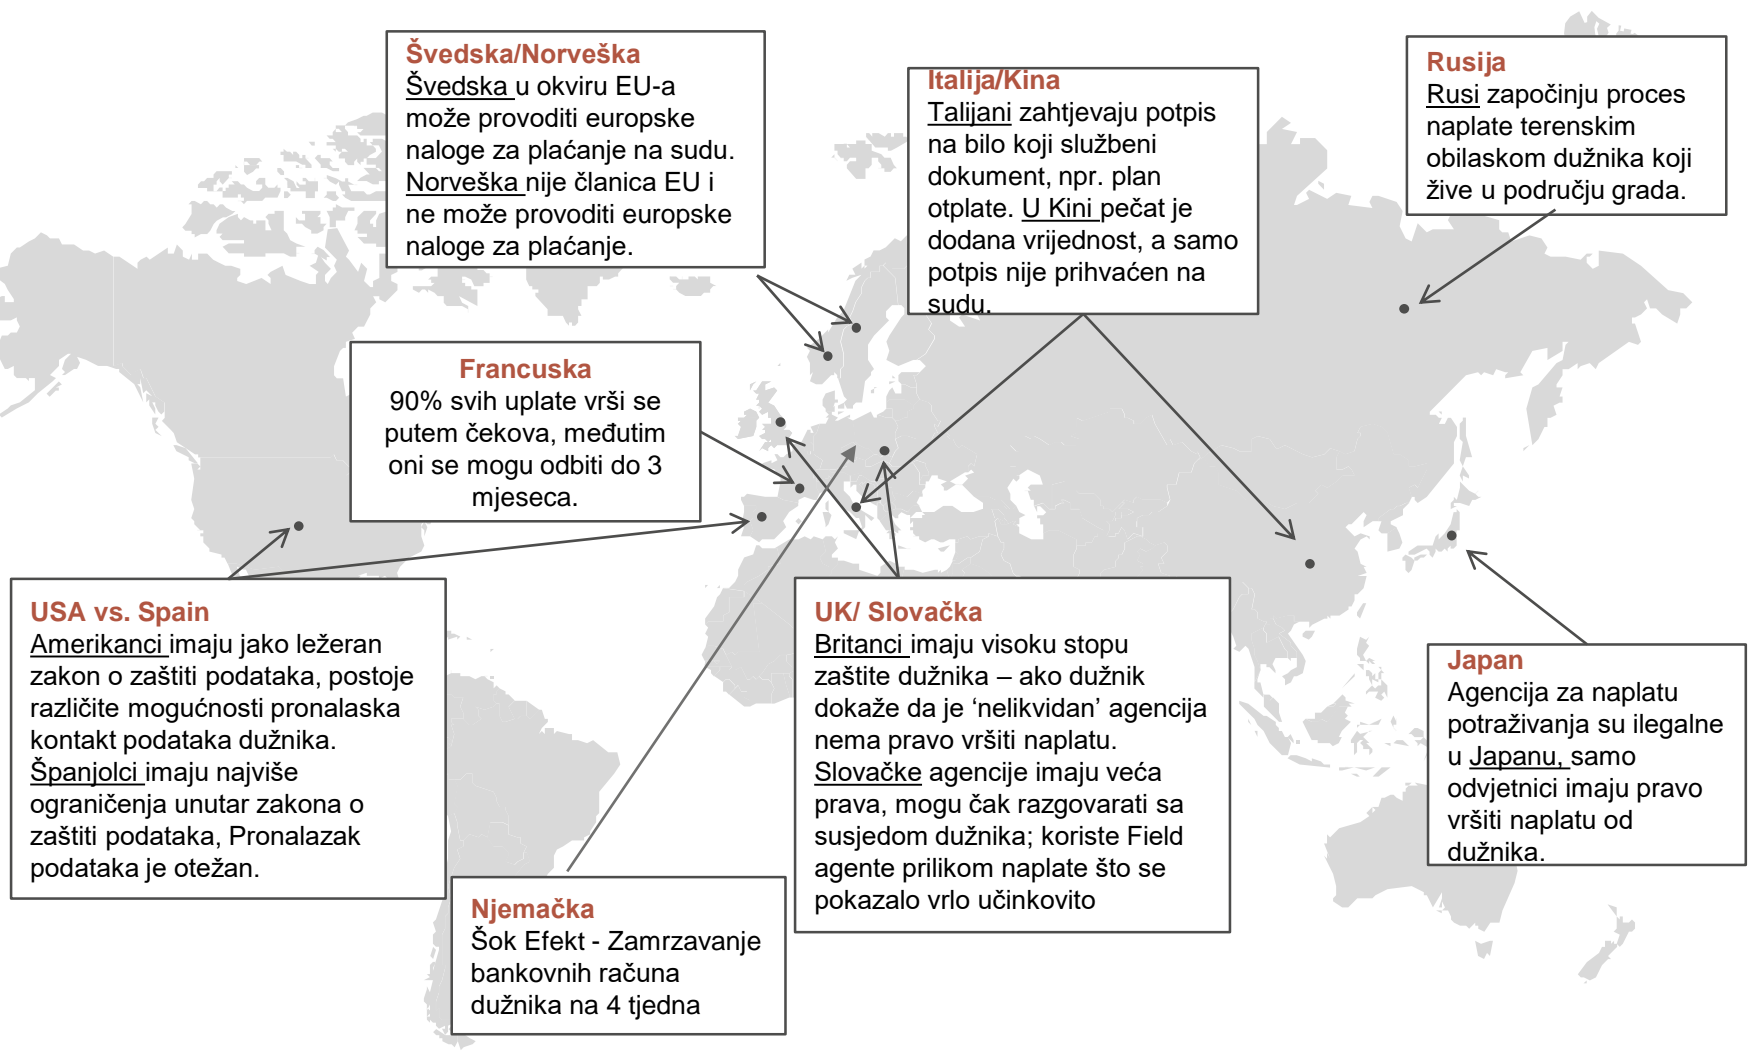 Švedska/Norveška
Švedska u okviru EU-a
može provoditi europske
naloge za plaćanje na sudu.
Norveška nije članica EU i
ne može provoditi europske
naloge za plaćanje.
Italija/Kina
Talijani zahtjevaju potpis
na bilo koji službeni
dokument, npr. plan
otplate. U Kini pečat je
dodana vrijednost, a samo
potpis nije prihvaćen na
sudu.
Rusija
Rusi započinju proces
naplate terenskim
obilaskom dužnika koji
žive u području grada.
Francuska
90% svih uplate vrši se
putem čekova, međutim
oni se mogu odbiti do 3
mjeseca.
USA vs. Spain
Amerikanci imaju jako ležeran
zakon o zaštiti podataka, postoje
različite mogućnosti pronalaska
kontakt podataka dužnika.
Španjolci imaju najviše
ograničenja unutar zakona o
zaštiti podataka, Pronalazak
podataka je otežan.
UK/ Slovačka
Britanci imaju visoku stopu
zaštite dužnika – ako dužnik
dokaže da je ‘nelikvidan’ agencija
nema pravo vršiti naplatu.
Slovačke agencije imaju veća
prava, mogu čak razgovarati sa
susjedom dužnika; koriste Field
agente prilikom naplate što se
pokazalo vrlo učinkovito
Japan
Agencija za naplatu
potraživanja su ilegalne
u Japanu, samo
odvjetnici imaju pravo
vršiti naplatu od
dužnika.
Njemačka
Šok Efekt - Zamrzavanje
bankovnih računa
dužnika na 4 tjedna